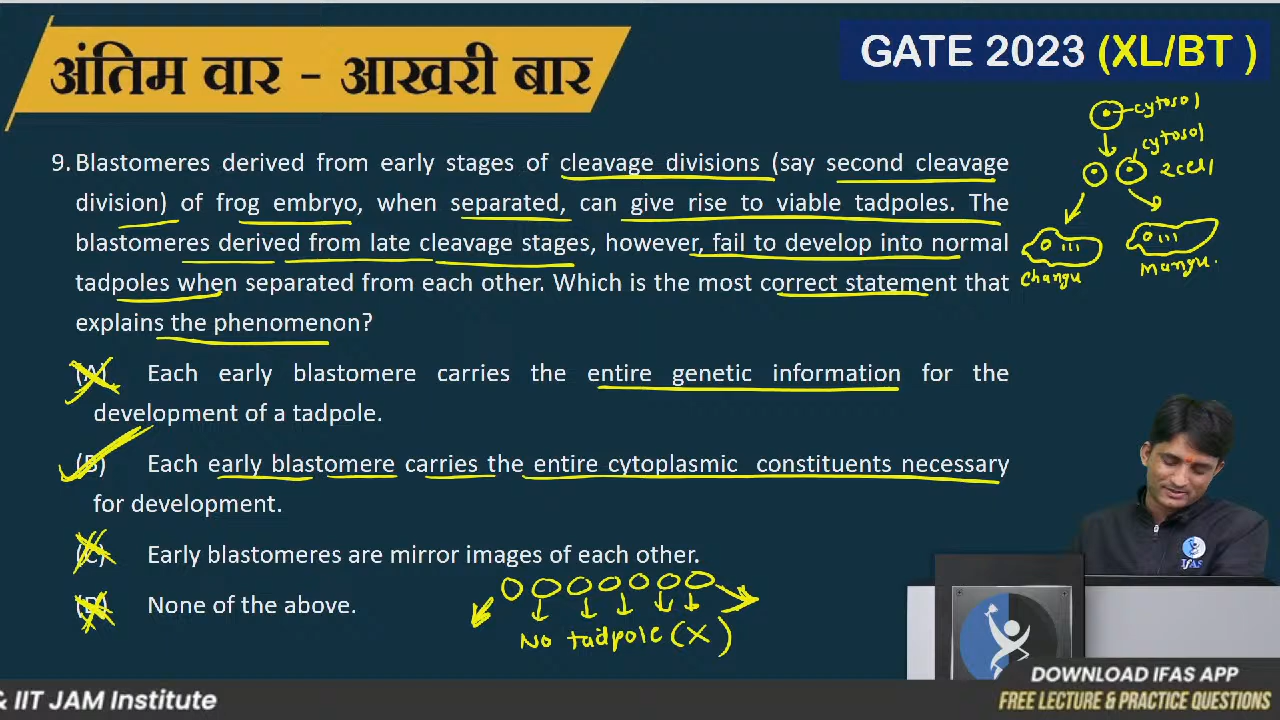 अंतिम वार - आखरी बार
GATE 2023 (XL/BT )
cytosol
cytosol
2cell
Changu
Mangu.
9. Blastomeres derived from early stages of cleavage divisions (say second cleavage
division) of frog embryo, when separated, can give rise to viable tadpoles. The
blastomeres derived from late cleavage stages, however, fail to develop into normal
tadpoles when separated from each other. Which is the most correct statement that
explains the phenomenon?
(A) Each early blastomere carries the entire genetic information for the
development of a tadpole.
(B) Each early blastomere carries the entire cytoplasmic constituents necessary
for development.
(C) Early blastomeres are mirror images of each other.
(D) None of the above.
No tadpole (X)
IFAS
DOWNLOAD IFAS APP
FREE LECTURE & PRACTICE QUESTIONS
& IIT JAM Institute